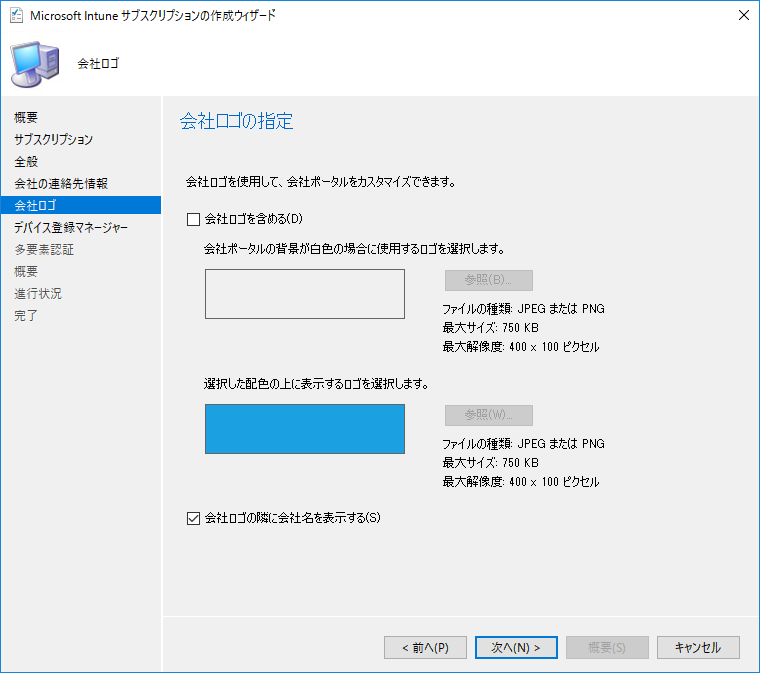 Microsoft Intune サブスクリプションの作成ウィザード
会社ロゴ
概要
サブスクリプション
全般
会社の連絡先情報
会社ロゴ
デバイス登録マネージャー
多要素認証
概要
進行状況
完了
会社ロゴの指定
会社ロゴを使用して、会社ポータルをカスタマイズできます。
会社ロゴを含める(D)
会社ポータルの背景が白色の場合に使用するロゴを選択します。
参照(B)...
ファイルの種類: JPEG または PNG
最大サイズ: 750 KB
最大解像度: 400 x 100 ピクセル
選択した配色の上に表示するロゴを選択します。
参照(W)...
ファイルの種類: JPEG または PNG
最大サイズ: 750 KB
最大解像度: 400 x 100 ピクセル
会社ロゴの隣に会社名を表示する(S)
< 前へ(P)
次へ(N) >
概要(S)
キャンセル